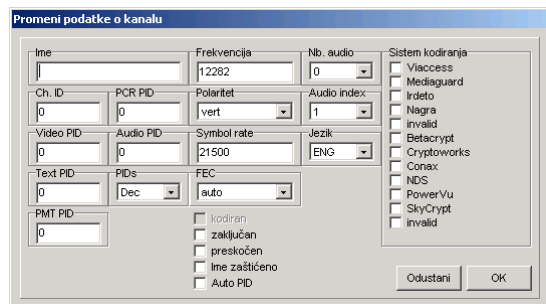 Promeni podatke o kanalu
Ime
Frekvencija
12282
Nb. audio
0
Ch. ID
0
PCR PID
0
Polaritet
vert
Audio index
1
Video PID
0
Audio PID
0
Symbol rate
21500
Jezik
ENG
Text PID
0
PIDs
Dec
FEC
auto
PMT PID
0
kodiran
zaključan
preskočen
Ime zaštićeno
Auto PID
Sistem kodiranja
Viaccess
Mediaguard
Irdeto
Nagra
invalid
Betacrypt
Cryptoworks
Conax
NDS
PowerVu
SkyCrypt
invalid
Odustani
OK